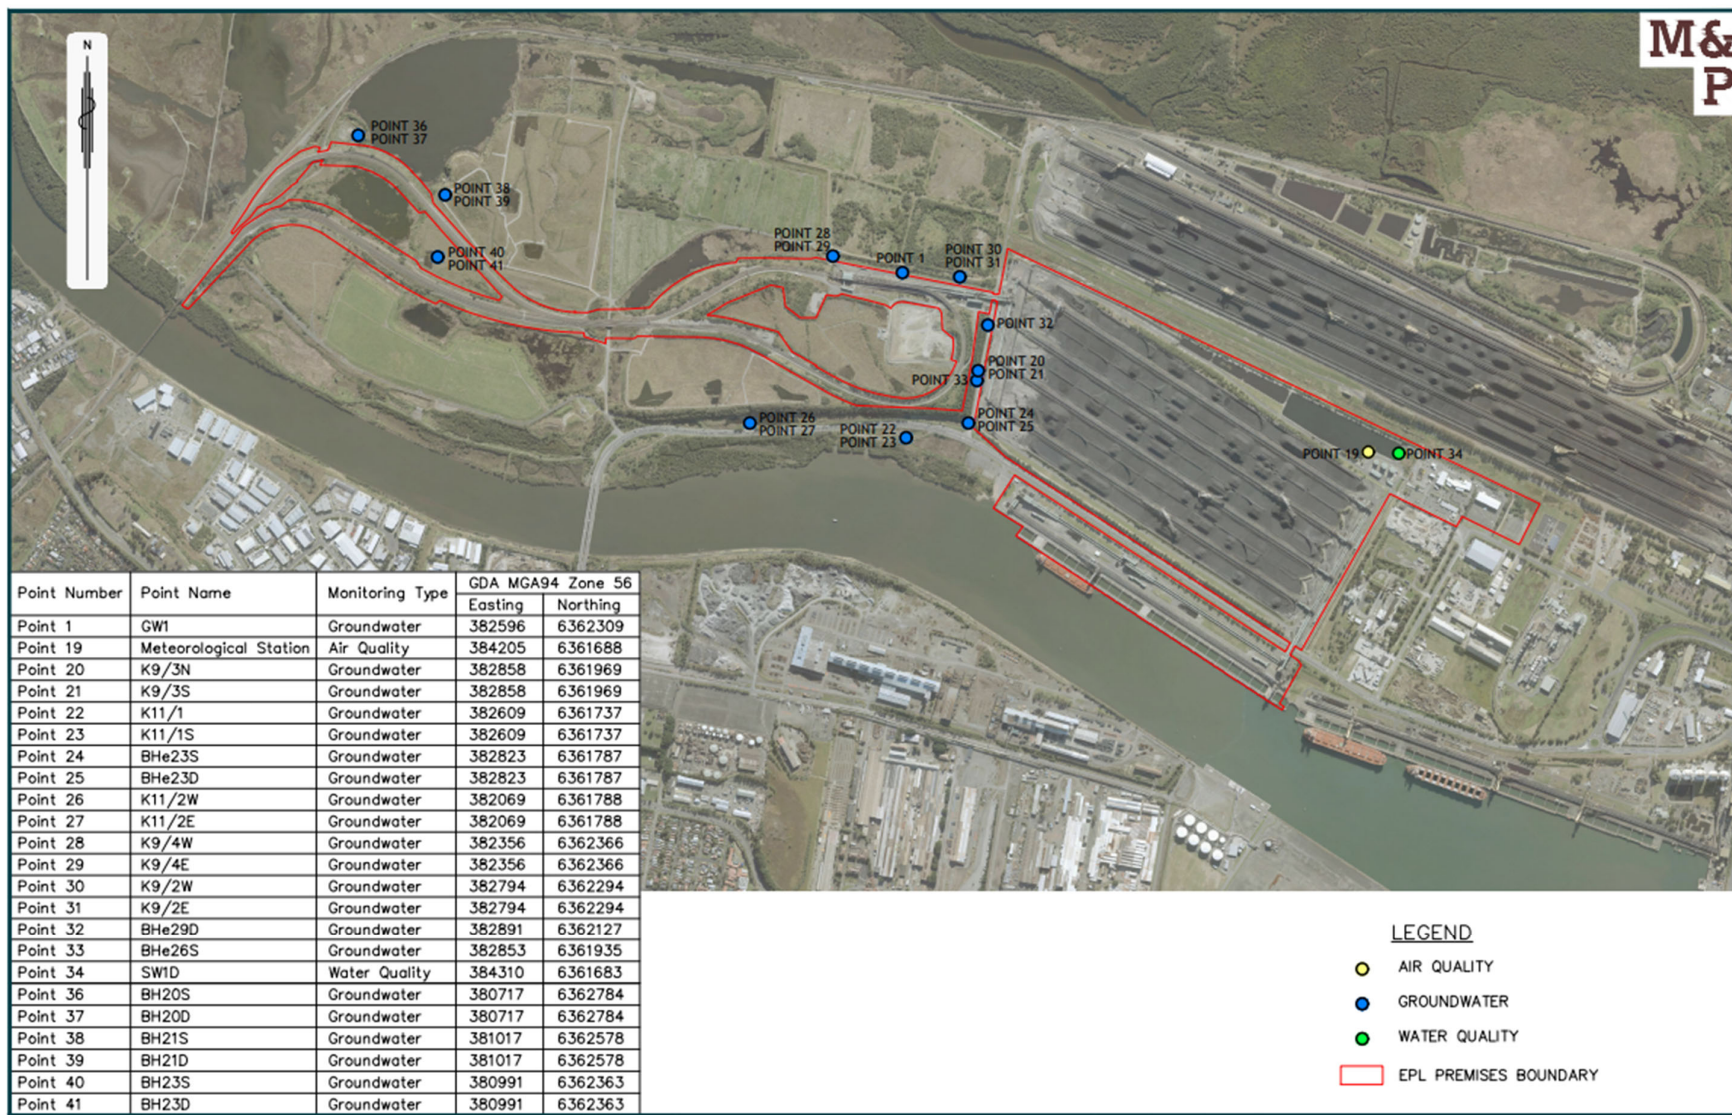 M&
P
N
POINT 36
POINT 37
POINT 38
POINT 39
POINT 40
POINT 41
POINT 28
POINT 29
POINT 1
POINT 30
POINT 31
POINT 32
POINT 20
POINT 21
POINT 33
POINT 24
POINT 25
POINT 26
POINT 27
POINT 22
POINT 23
POINT 19
POINT 34
Point Number Point Name Monitoring Type GDA MGA94 Zone 56
Easting Northing
Point 1 GW1 Groundwater 382596 6362309
Point 19 Meteorological Station Air Quality 384205 6361688
Point 20 K9/3N Groundwater 382858 6361969
Point 21 K9/3S Groundwater 382858 6361969
Point 22 K11/1 Groundwater 382609 6361737
Point 23 K11/1S Groundwater 382609 6361737
Point 24 BHe23S Groundwater 382823 6361787
Point 25 BHe23D Groundwater 382823 6361787
Point 26 K11/2W Groundwater 382069 6361788
Point 27 K11/2E Groundwater 382069 6361788
Point 28 K9/4W Groundwater 382356 6362366
Point 29 K9/4E Groundwater 382356 6362366
Point 30 K9/2W Groundwater 382794 6362294
Point 31 K9/2E Groundwater 382794 6362294
Point 32 BHe29D Groundwater 382891 6362127
Point 33 BHe26S Groundwater 382853 6361935
Point 34 SW1D Water Quality 384310 6361683
Point 36 BH20S Groundwater 380717 6362784
Point 37 BH20D Groundwater 380717 6362784
Point 38 BH21S Groundwater 381017 6362578
Point 39 BH21D Groundwater 381017 6362578
Point 40 BH23S Groundwater 380991 6362363
Point 41 BH23D Groundwater 380991 6362363
LEGEND
AIR QUALITY
GROUNDWATER
WATER QUALITY
EPL PREMISES BOUNDARY